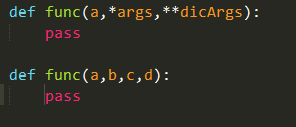 def func(a,*args,**dicArgs):
    pass
def func(a,b,c,d):
    pass